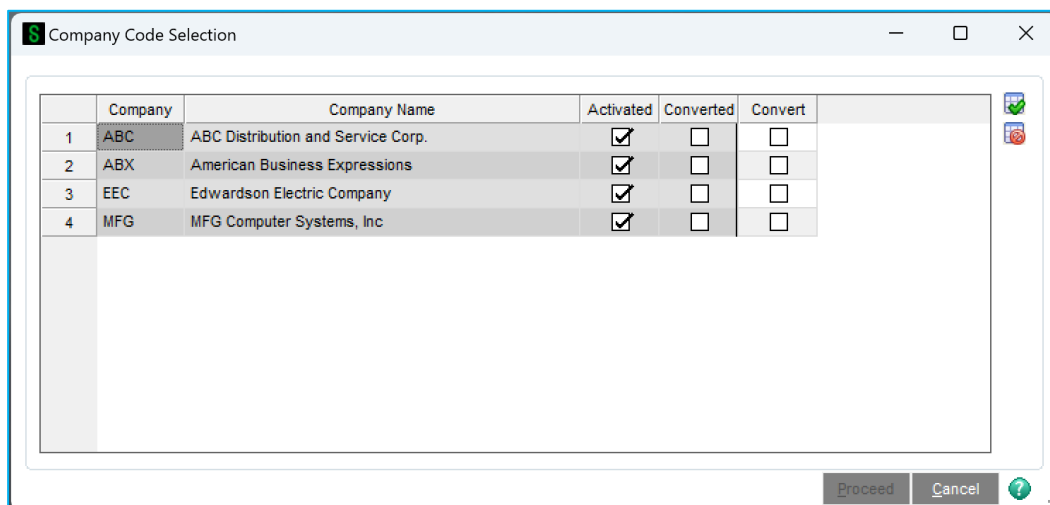 S Company Code Selection
Company Company Name Activated Converted Convert
1 ABC ABC Distribution and Service Corp.
2 ABX American Business Expressions
3 EEC Edwardson Electric Company
4 MFG MFG Computer Systems, Inc
Proceed Cancel ?